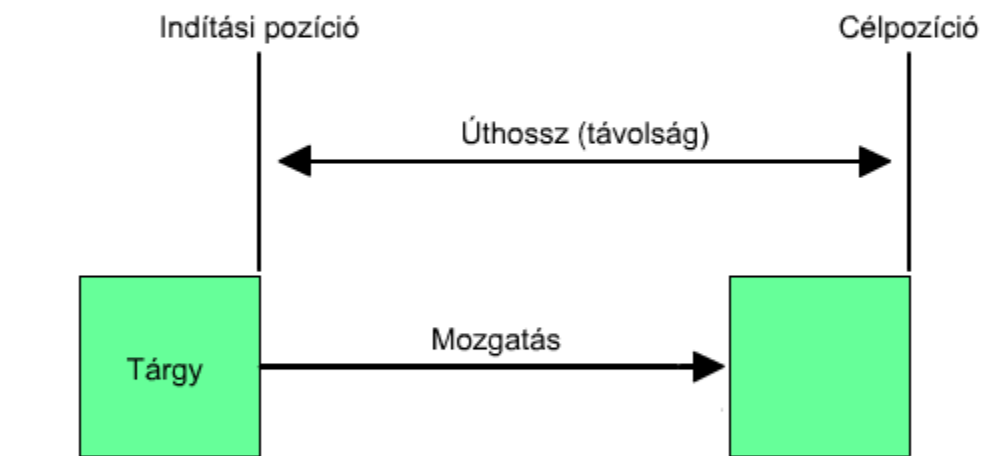 Indítási pozíció
Célpozíció
Úthossz (távolság)
Mozgatás
Tárgy